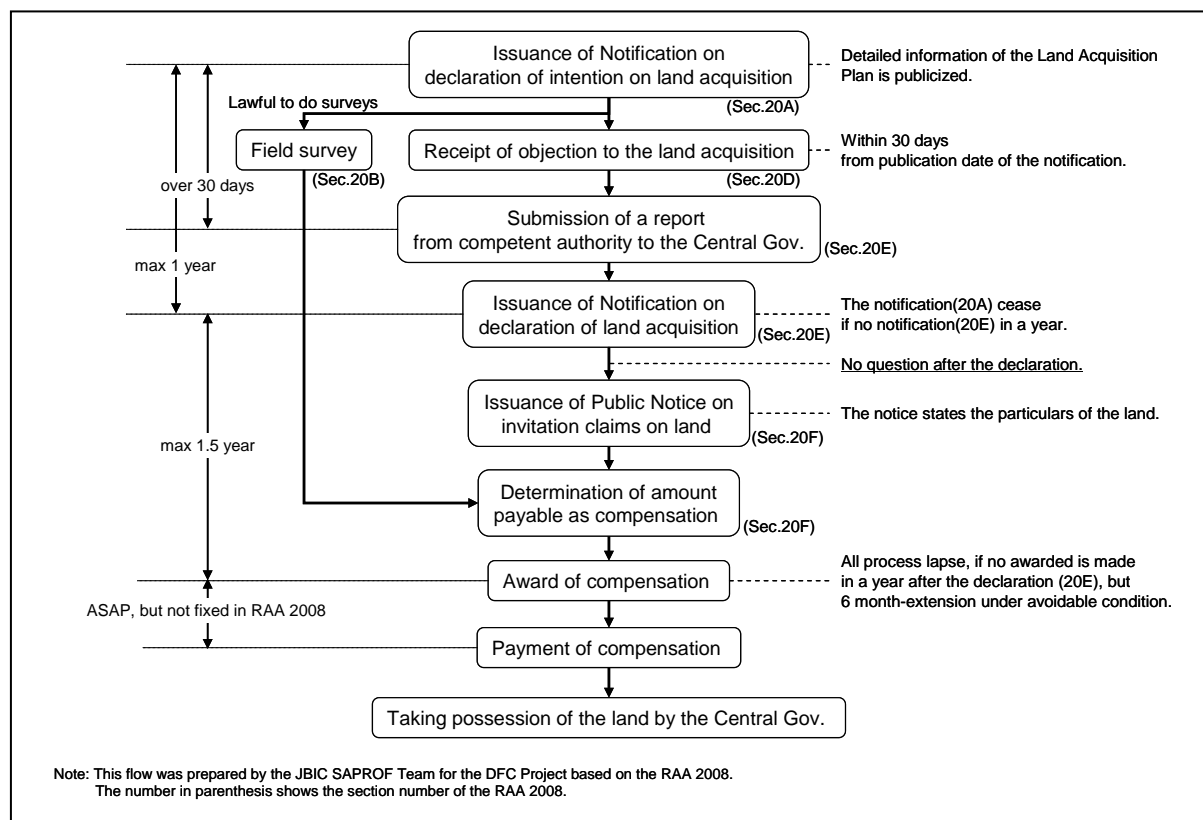 Issuance of Notification on
declaration of intention on land acquisition
(Sec.20A)
Detailed information of the Land Acquisition
Plan is publicized.
Lawful to do surveys
Field survey
(Sec.20B)
Receipt of objection to the land acquisition
(Sec.20D)
Within 30 days
from publication date of the notification.
over 30 days
Submission of a report
from competent authority to the Central Gov.
(Sec.20E)
max 1 year
Issuance of Notification on
declaration of land acquisition
(Sec.20E)
The notification(20A) cease
if no notification(20E) in a year.
No question after the declaration.
Issuance of Public Notice on
invitation claims on land
(Sec.20F)
The notice states the particulars of the land.
max 1.5 year
Determination of amount
payable as compensation
(Sec.20F)
Award of compensation
All process lapse, if no awarded is made
in a year after the declaration (20E), but
6 month-extension under avoidable condition.
ASAP, but not fixed in RAA 2008
Payment of compensation
Taking possession of the land by the Central Gov.
Note: This flow was prepared by the JBIC SAPROF Team for the DFC Project based on the RAA 2008.
The number in parenthesis shows the section number of the RAA 2008.